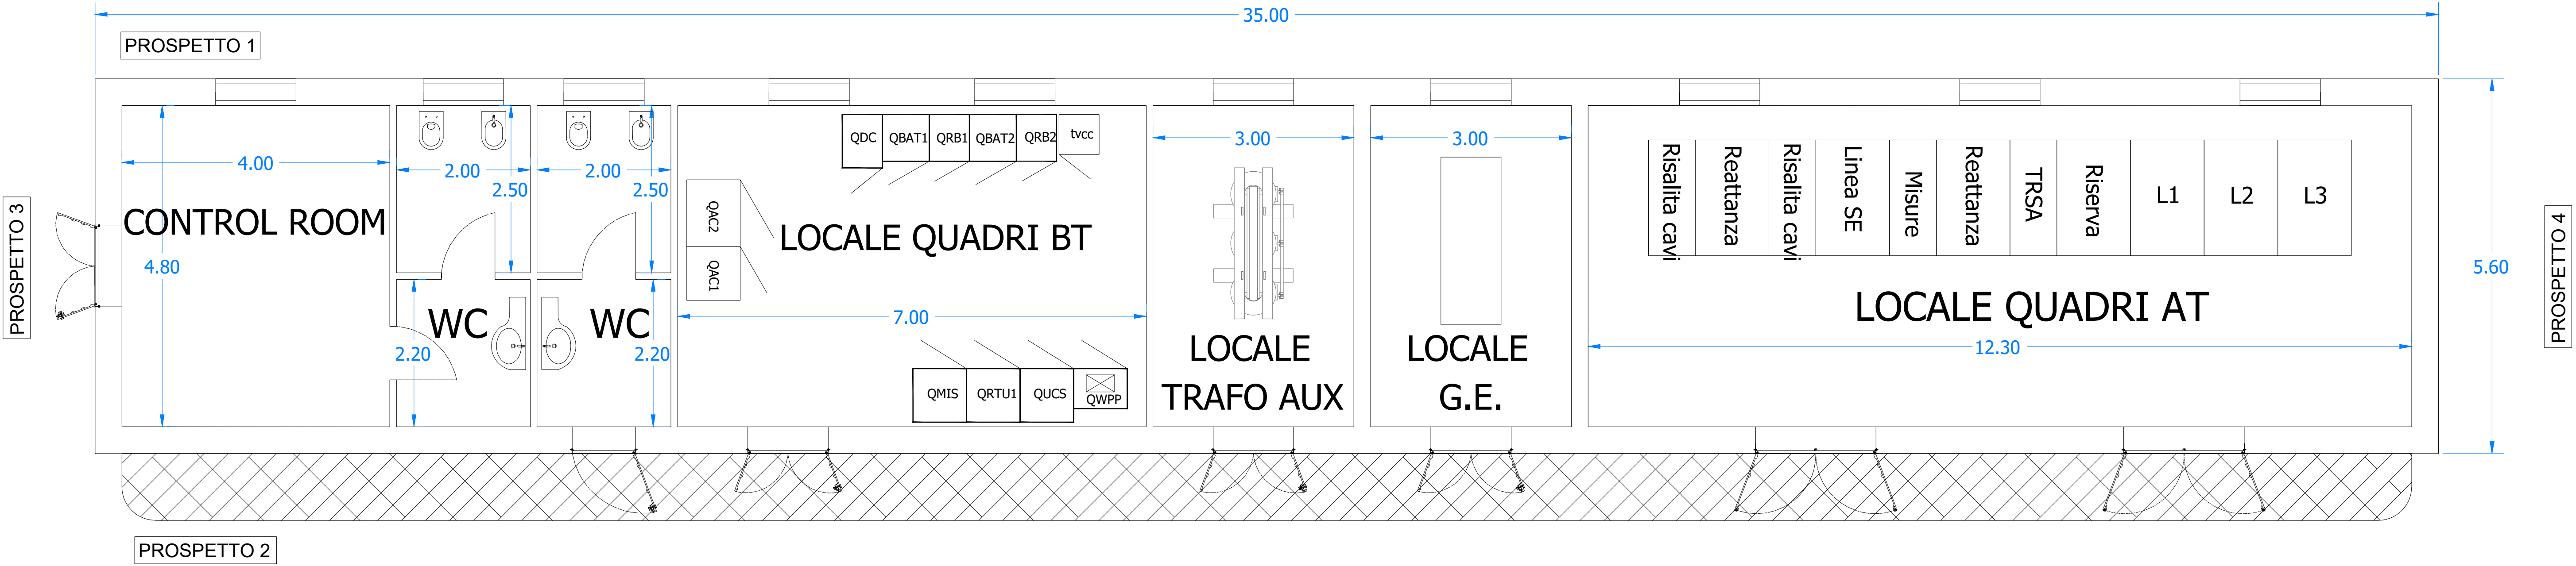 35.00
PROSPETTO 1
QDC QBAT1 QRB1 QBAT2 QRB2 tvcc
4.00
2.00
2.50
2.00
2.50
3.00
3.00
Risalita cavi
Reattanza
Risalita cavi
Linea SE
Misure
Reattanza
TRSA
Riserva
L1
L2
L3
PROSPETTO 3
CONTROL ROOM
4.80
QAC2
QAC1
LOCALE QUADRI BT
5.60
PROSPETTO 4
WC
WC
2.20
2.20
7.00
LOCALE
TRAFO AUX
LOCALE
G.E.
LOCALE QUADRI AT
12.30
QMIS QRTU1 QUCS QWPP
PROSPETTO 2